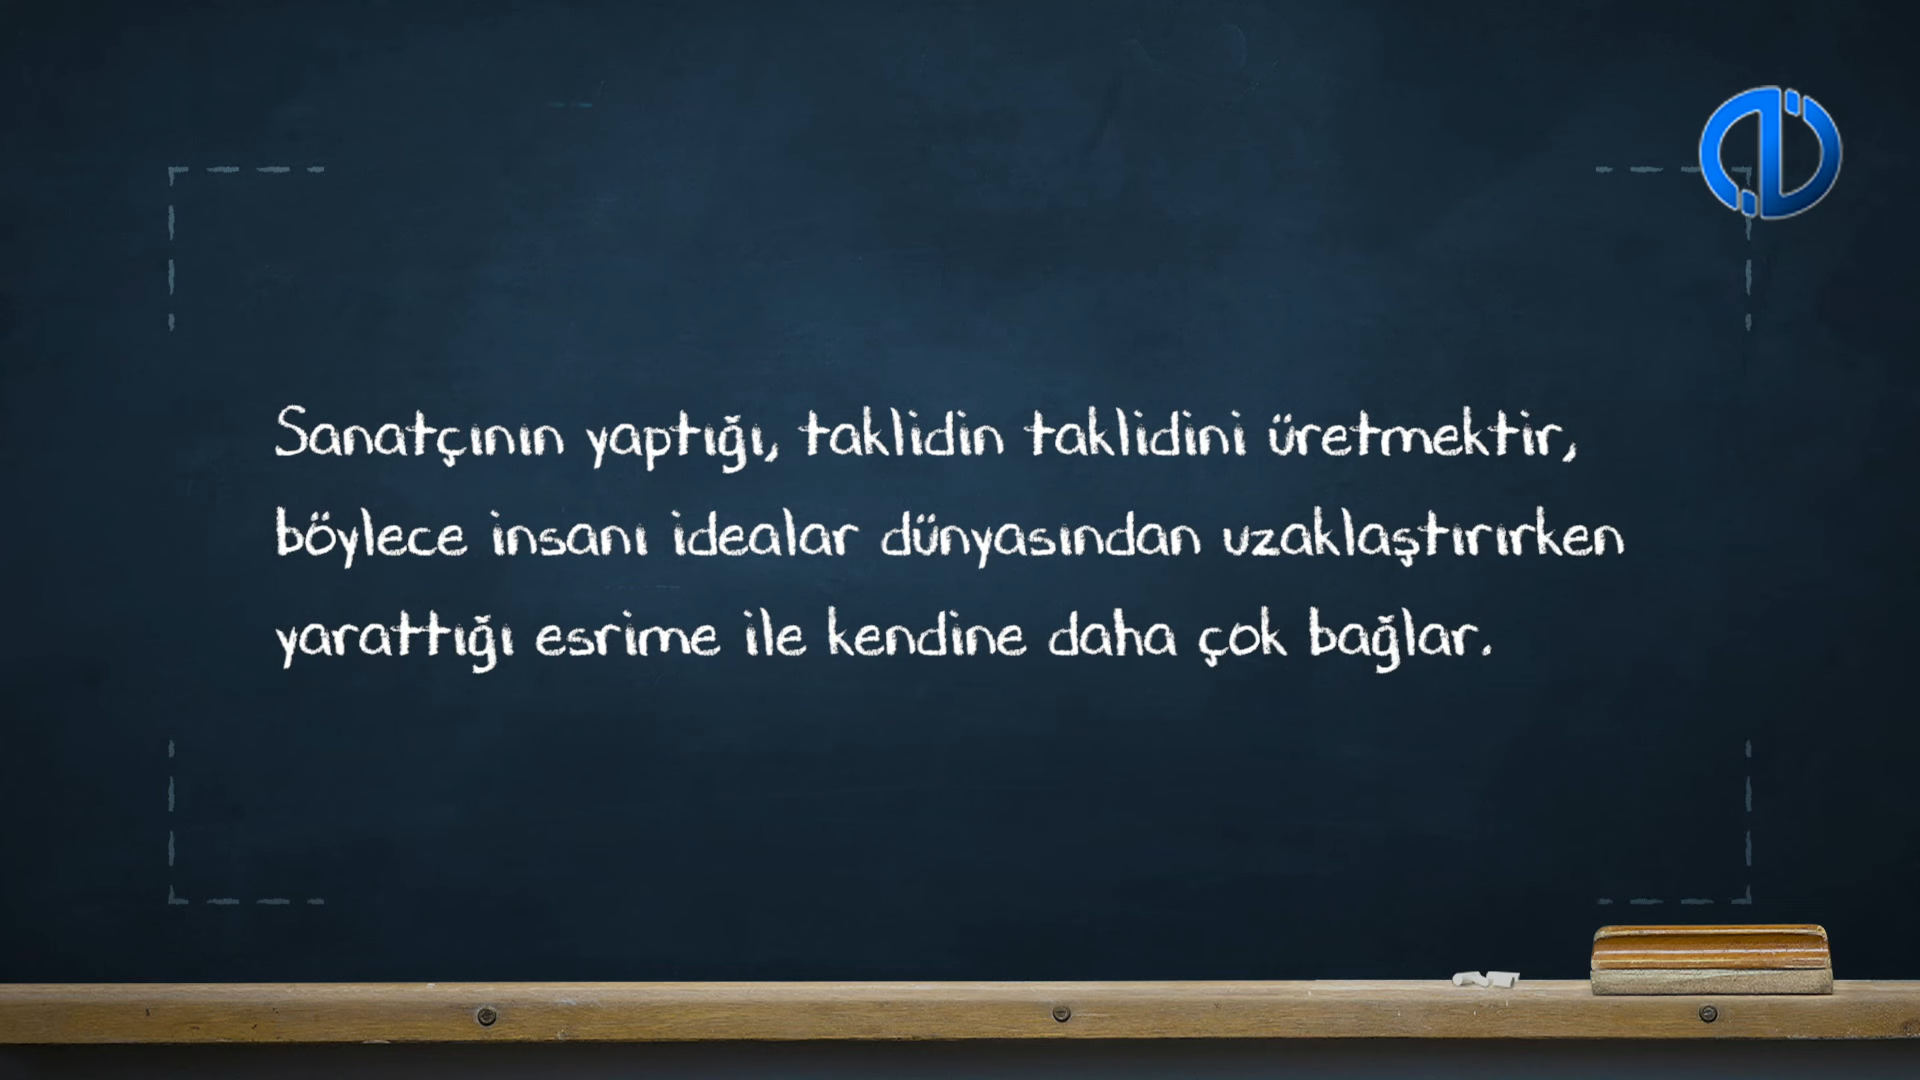 Sanatçının yaptığı, taklidin taklidini üretmektir,
böylece insanı idealar dünyasından uzaklaştırırken
yarattığı esrime ile kendine daha çok bağlar.